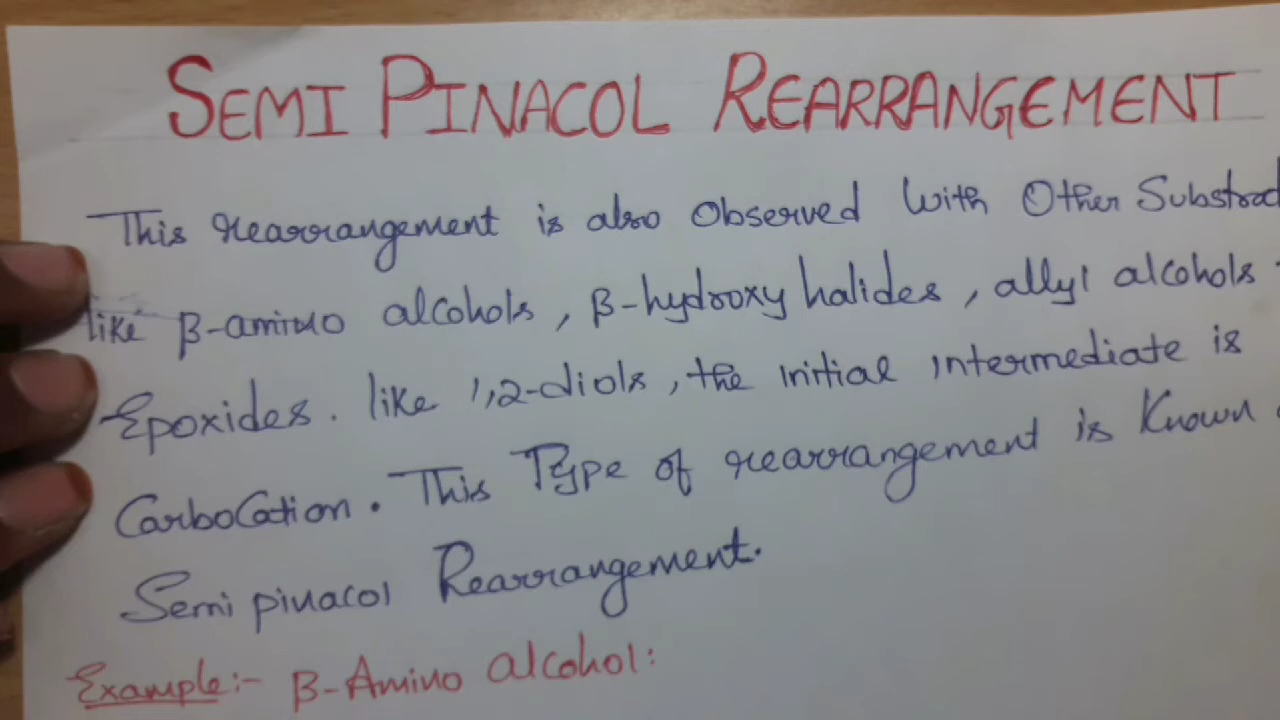 SEMI PINACOL REARRANGEMENT
This rearrangement is also Observed With Other Substrat
like β-amino alcohols, β-hydroxy halides, allyl alcohols
Epoxides. like 1,2-diols, the initial intermediate is
Carbocation. This Type of rearrangement is Known
Semi pinacol Rearrangement.
Example:- β-Amino alcohol: